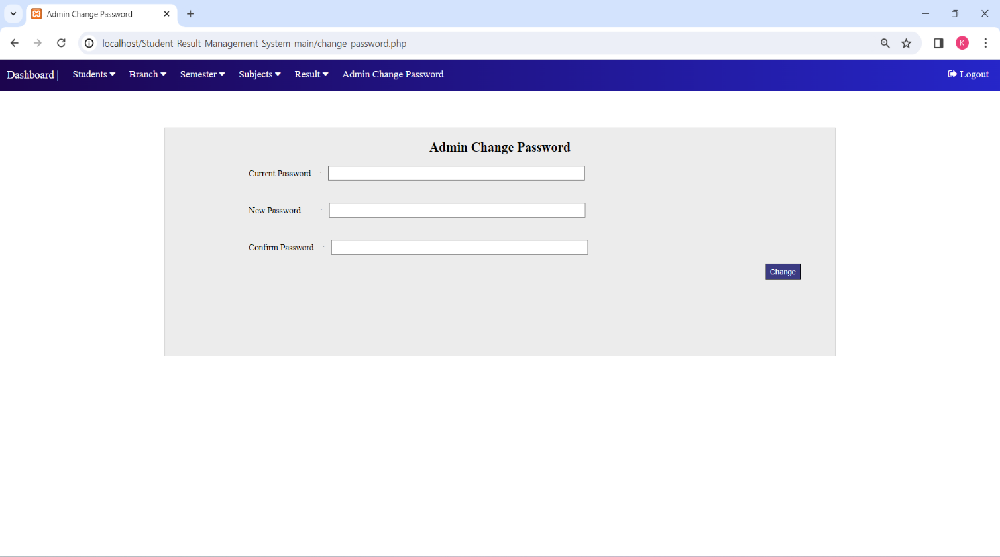 Admin Change Password
localhost/Student-Result-Management-System-main/change-password.php
K
Dashboard | Students Branch Semester Subjects Result Admin Change Password Logout
Admin Change Password
Current Password :
New Password :
Confirm Password :
Change